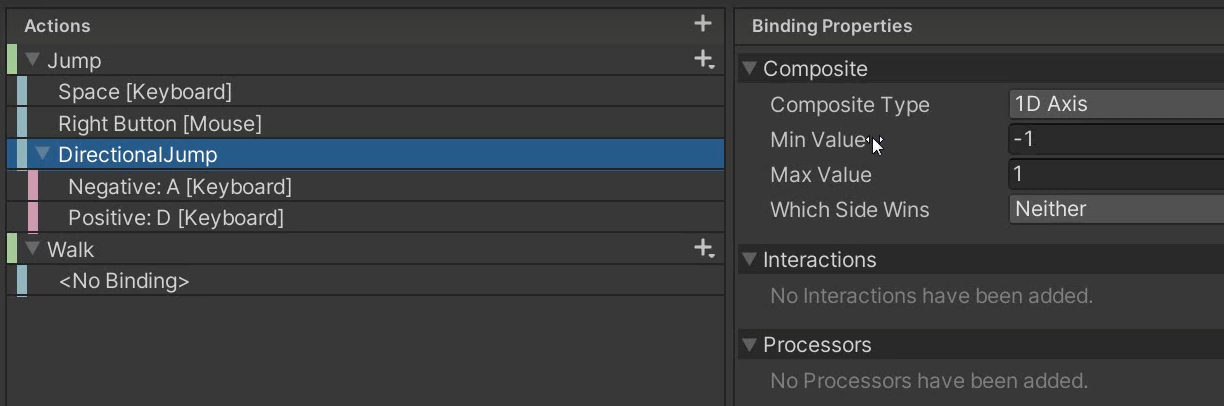 Actions
Jump
Space [Keyboard]
Right Button [Mouse]
DirectionalJump
Negative: A [Keyboard]
Positive: D [Keyboard]
Walk
<No Binding>
Binding Properties
Composite
Composite Type 1D Axis
Min Value -1
Max Value 1
Which Side Wins Neither
Interactions
No Interactions have been added.
Processors
No Processors have been added.